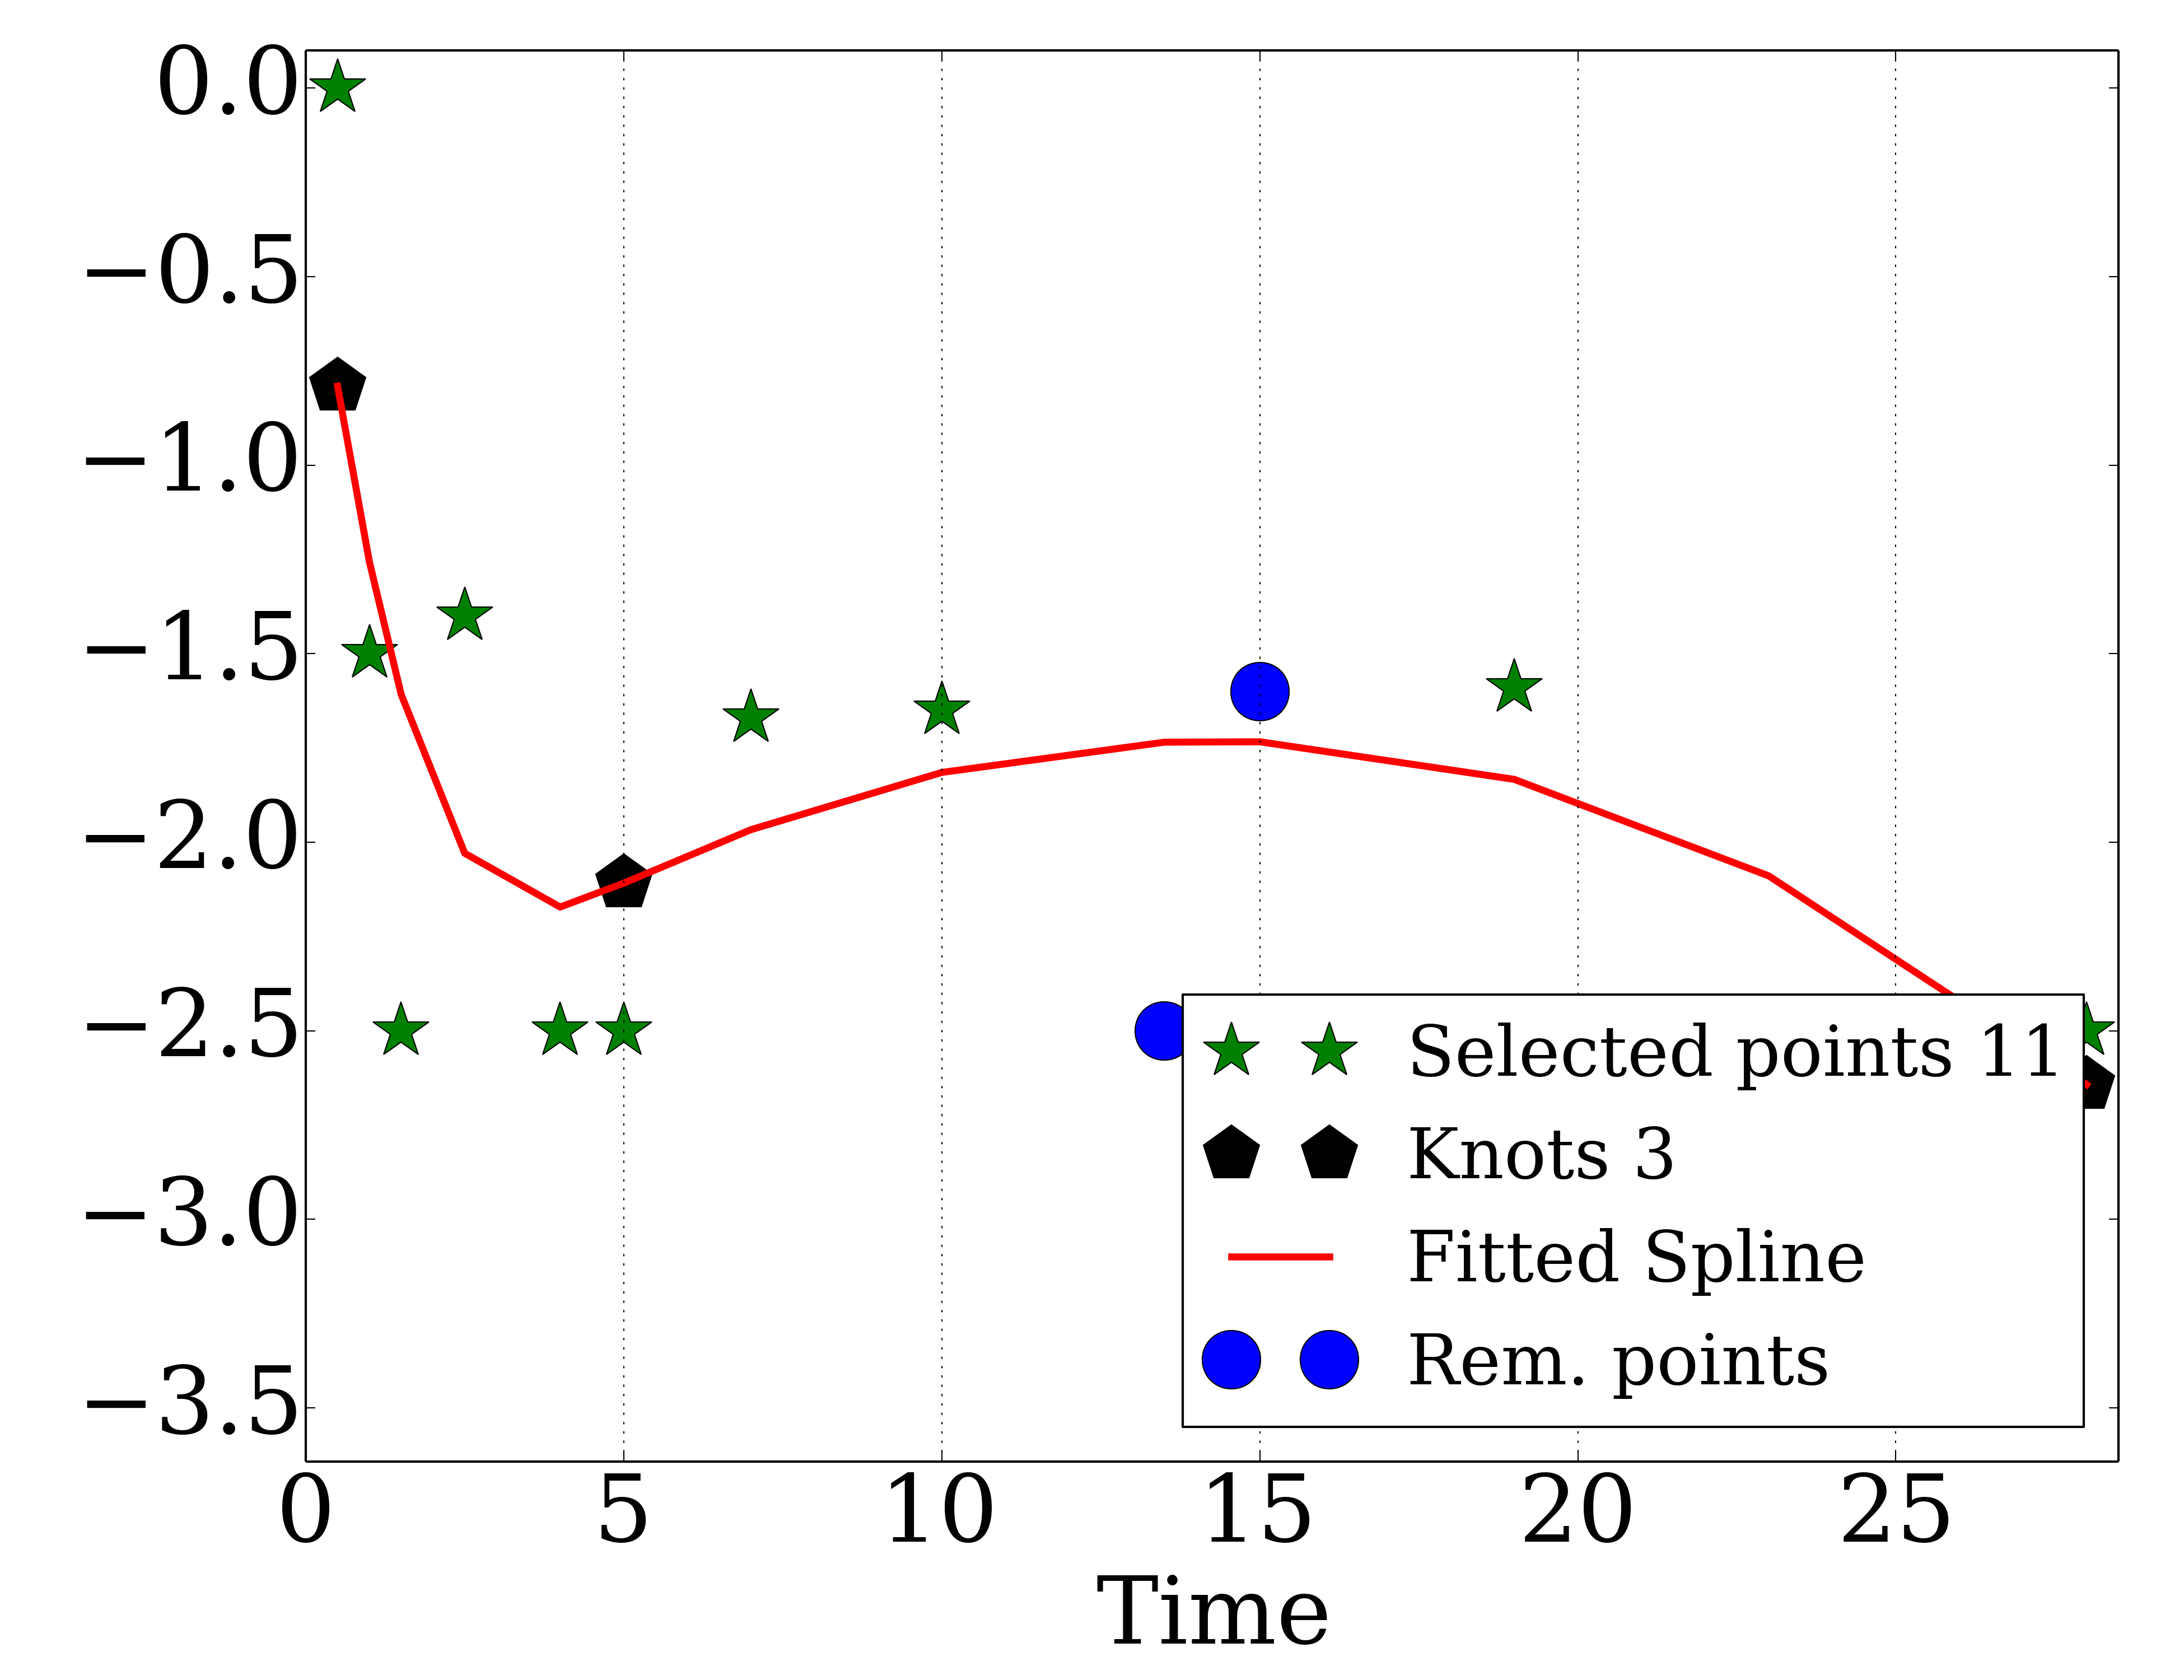 0.0
−0.5
−1.0
−1.5
−2.0
−2.5
−3.0
−3.5
Selected points 11
Knots 3
Fitted Spline
Rem. points
0 5 10 15 20 25
Time